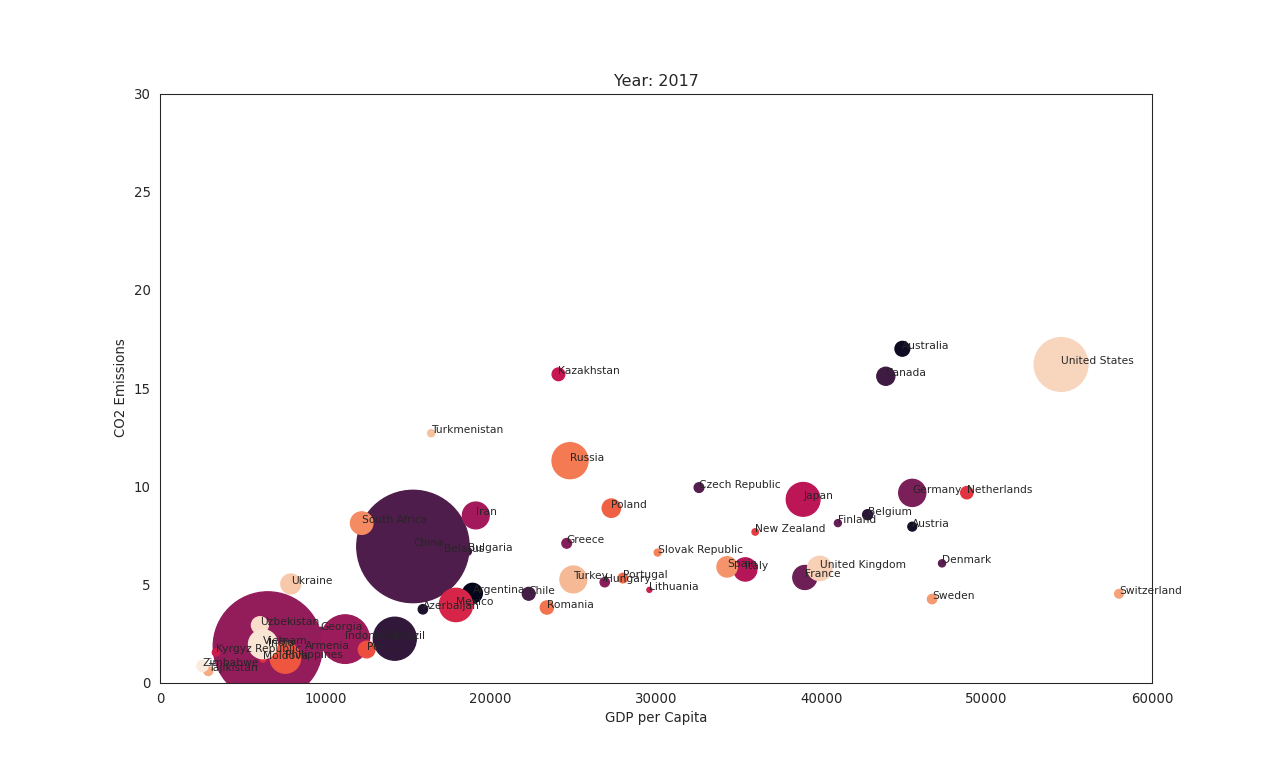 Year: 2017
30
25
20
15
10
5
0
CO2 Emissions
Australia
United States
Kazakhstan
Canada
Turkmenistan
Russia
Czech Republic
Germany
Netherlands
Japan
Poland
Iran
Belgium
South Africa
Finland
Austria
New Zealand
Greece
China
Belarus
Bulgaria
Slovak Republic
Denmark
Spain
Italy
United Kingdom
France
Turkey
Hungary
Portugal
Ukraine
Lithuania
Argentina
Chile
Switzerland
Sweden
Azerbaijan
Mexico
Romania
Uzbekistan
Georgia
Vietnam
Armenia
Kyrgyz Republic
Moldova
Philippines
Zimbabwe
Tajikistan
0 10000 20000 30000 40000 50000 60000
GDP per Capita